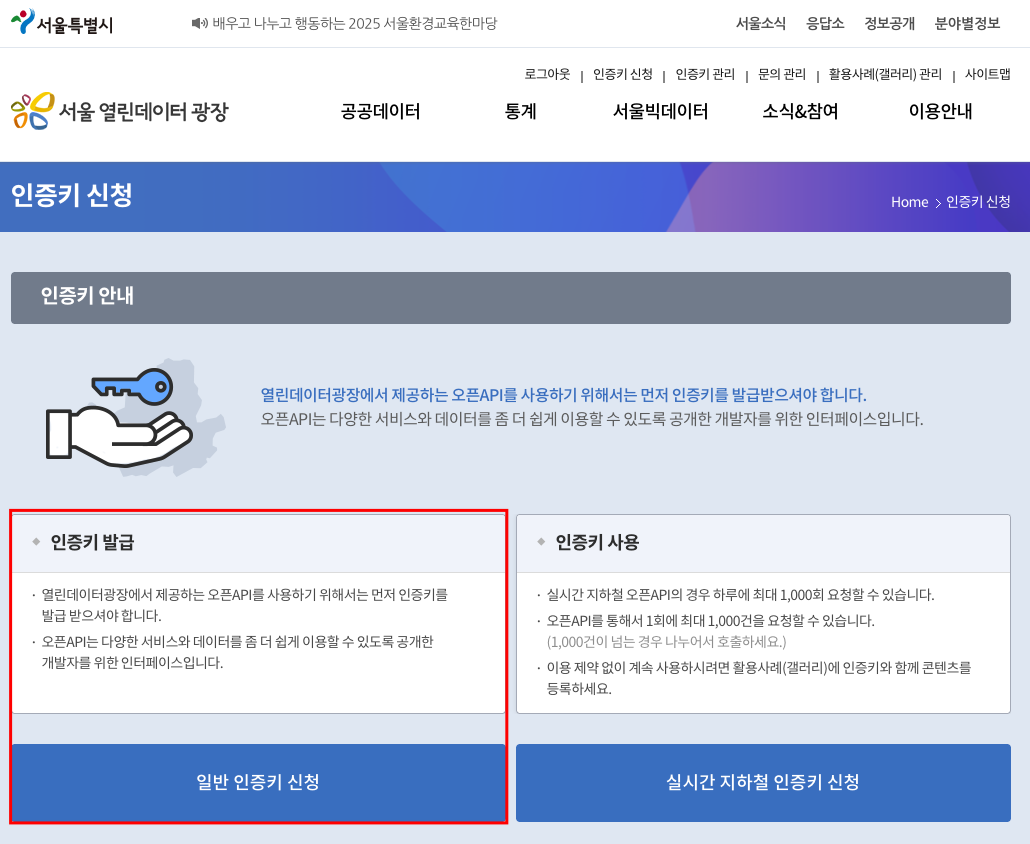 서울특별시
배우고 나누고 행동하는 2025 서울환경교육한마당
서울소식 응답소 정보공개 분야별정보
로그아웃 | 인증키 신청 | 인증키 관리 | 문의 관리 | 활용사례(갤러리) 관리 | 사이트맵
서울 열린데이터 광장
공공데이터 통계 서울빅데이터 소식&참여 이용안내
인증키 신청
Home > 인증키 신청
인증키 안내
열린데이터광장에서 제공하는 오픈API를 사용하기 위해서는 먼저 인증키를 발급받으셔야 합니다.
오픈API는 다양한 서비스와 데이터를 좀 더 쉽게 이용할 수 있도록 공개한 개발자를 위한 인터페이스입니다.
인증키 발급
· 열린데이터광장에서 제공하는 오픈API를 사용하기 위해서는 먼저 인증키를
발급 받으셔야 합니다.
· 오픈API는 다양한 서비스와 데이터를 좀 더 쉽게 이용할 수 있도록 공개한
개발자를 위한 인터페이스입니다.
일반 인증키 신청
인증키 사용
· 실시간 지하철 오픈API의 경우 하루에 최대 1,000회 요청할 수 있습니다.
· 오픈API를 통해서 1회에 최대 1,000건을 요청할 수 있습니다.
(1,000건이 넘는 경우 나누어서 호출하세요.)
· 이용 제약 없이 계속 사용하시려면 활용사례(갤러리)에 인증키와 함께 콘텐츠를
등록하세요.
실시간 지하철 인증키 신청